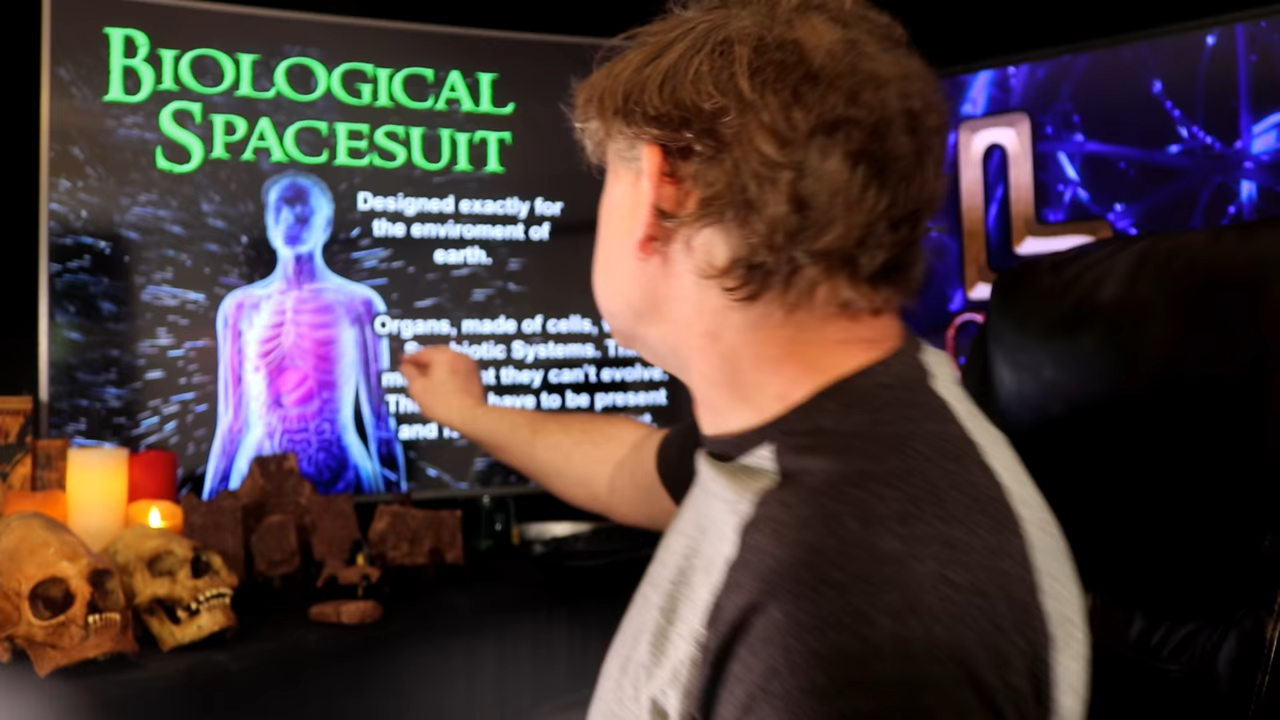 BIOLOGICAL
SPACESUIT
Designed exactly for
the enviroment of
earth.
Organs, made of cells,
Systems.
they can't evolve.
have to be present
and